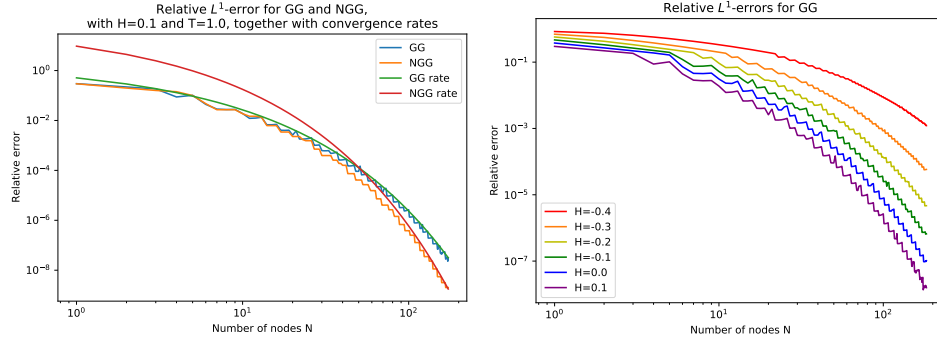 Relative L¹-error for GG and NGG,
with H=0.1 and T=1.0, together with convergence rates
GG
NGG
GG rate
NGG rate
Relative error
10⁰
10⁻²
10⁻⁴
10⁻⁶
10⁻⁸
10⁰
10¹
10²
Number of nodes N
Relative L¹-errors for GG
Relative error
10⁻¹
10⁻³
10⁻⁵
10⁻⁷
H=-0.4
H=-0.3
H=-0.2
H=-0.1
H=0.0
H=0.1
10⁰
10¹
10²
Number of nodes N